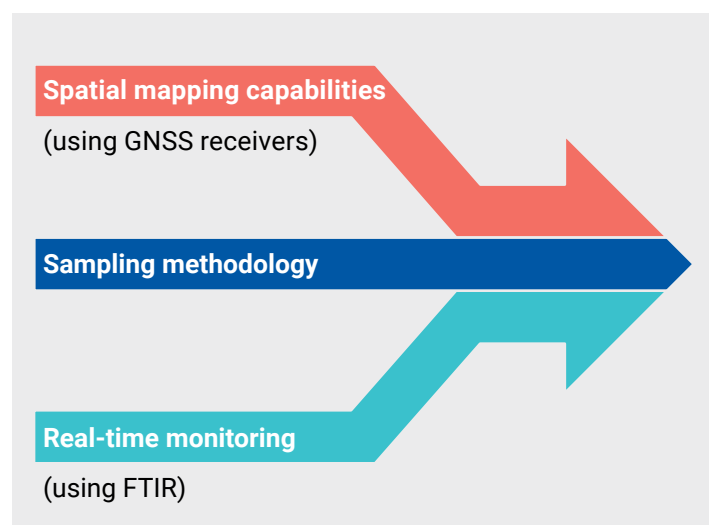 Spatial mapping capabilities
(using GNSS receivers)
Sampling methodology
Real-time monitoring
(using FTIR)